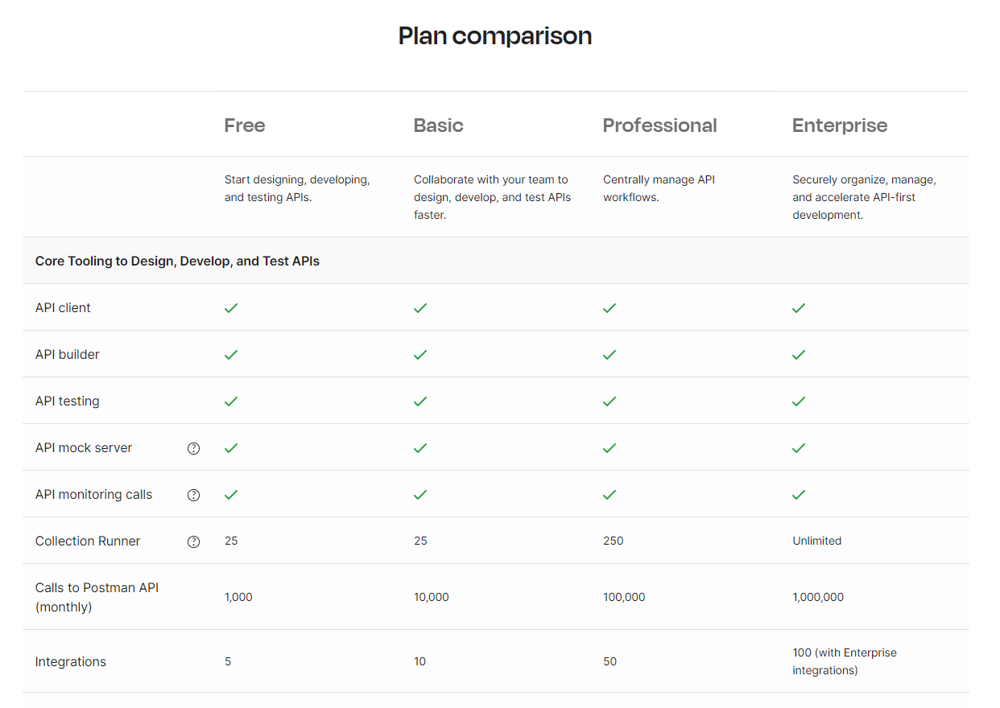 Plan comparison
Free Basic Professional Enterprise
Start designing, developing,
and testing APIs.
Collaborate with your team to
design, develop, and test APIs
faster.
Centrally manage API
workflows.
Securely organize, manage,
and accelerate API-first
development.
Core Tooling to Design, Develop, and Test APIs
API client
API builder
API testing
API mock server ?
API monitoring calls ?
Collection Runner ? 25 25 250 Unlimited
Calls to Postman API
(monthly)
1,000 10,000 100,000 1,000,000
Integrations 5 10 50
100 (with Enterprise
integrations)